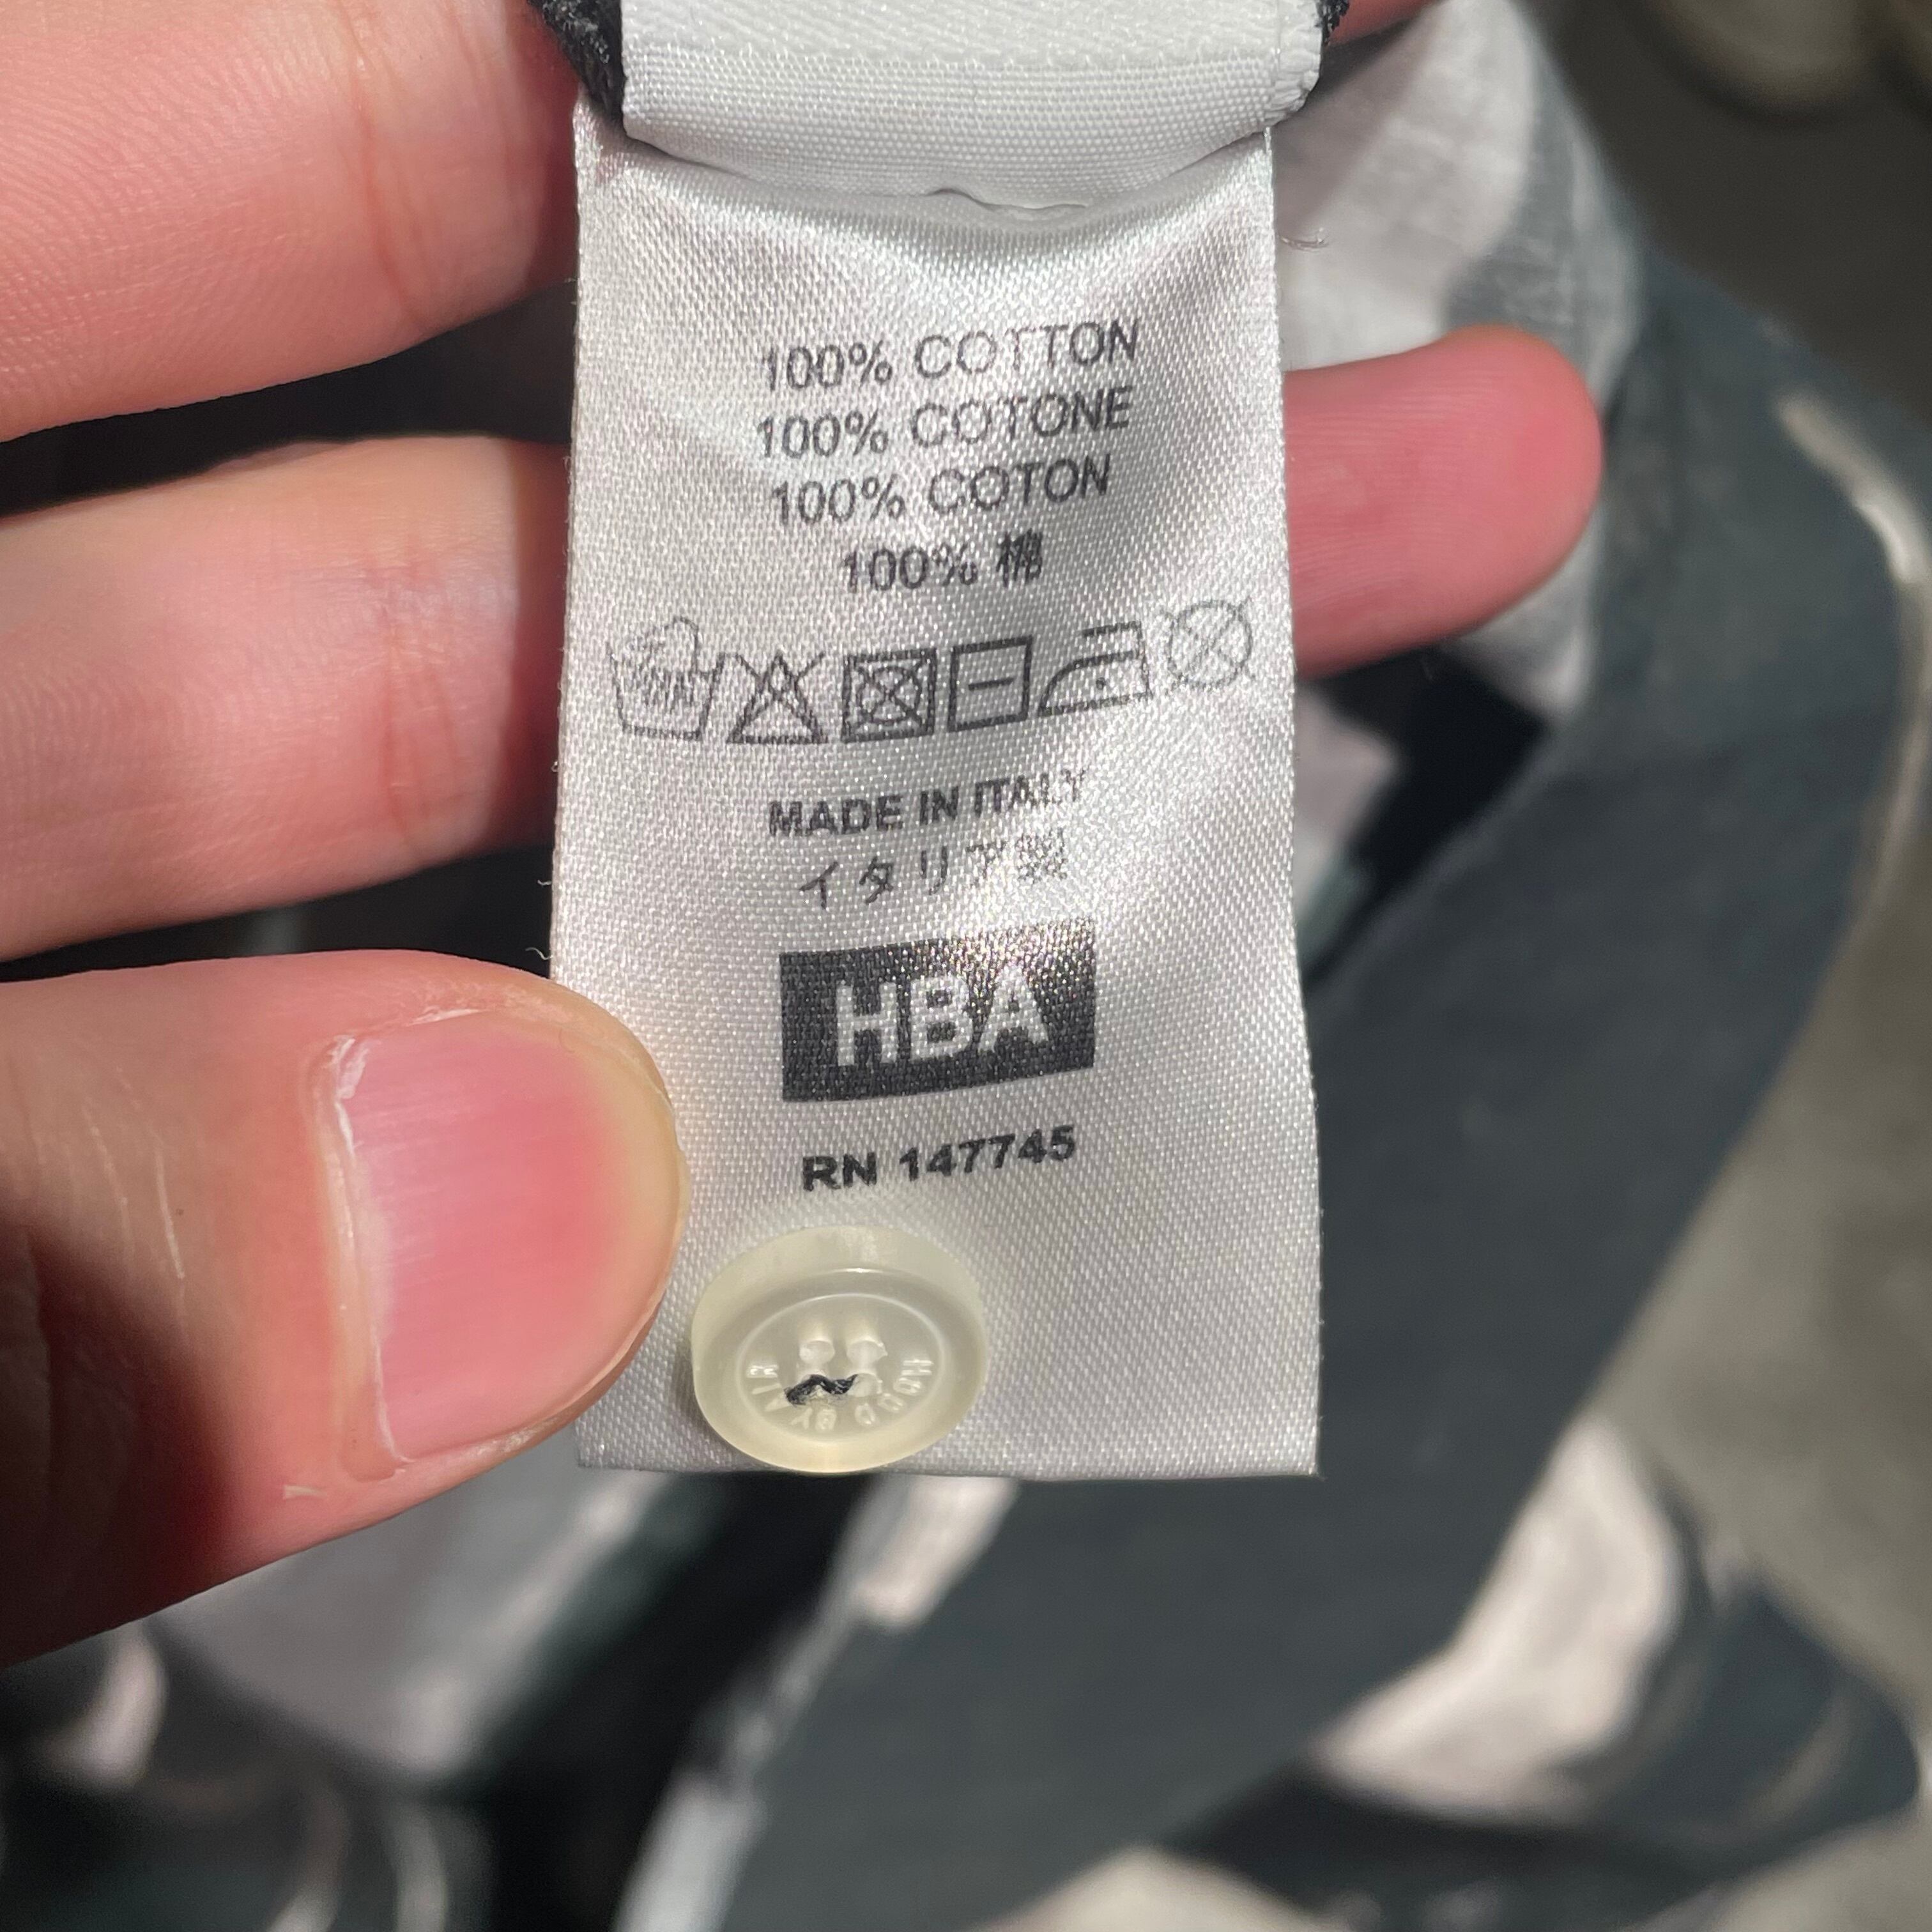 100% COTTON
100% COTONE
100% COTON
100% 棉
MADE IN ITALY
イタリア製
HBA
RN 147745
HOOD BY AIR